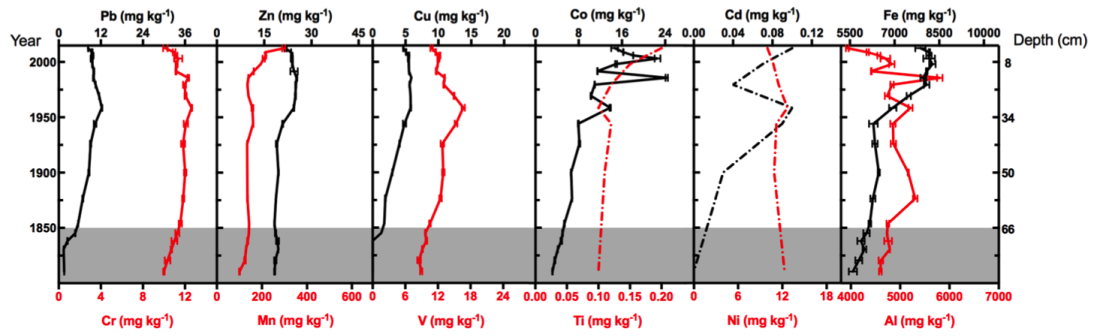 Pb (mg kg⁻¹) Zn (mg kg⁻¹) Cu (mg kg⁻¹) Co (mg kg⁻¹) Cd (mg kg⁻¹) Fe (mg kg⁻¹)
0 12 24 36 0 15 30 45 0 5 10 15 20 0 8 16 24 0.00 0.04 0.08 0.12 5500 7000 8500 10000
Year Depth (cm)
2000 8
1950 34
1900 50
1850 66
0 4 8 12 0 200 400 600 0 6 12 18 24 0.00 0.05 0.10 0.15 0.20 0 6 12 18 4000 5000 6000 7000
Cr (mg kg⁻¹) Mn (mg kg⁻¹) V (mg kg⁻¹) Ti (mg kg⁻¹) Ni (mg kg⁻¹) Al (mg kg⁻¹)